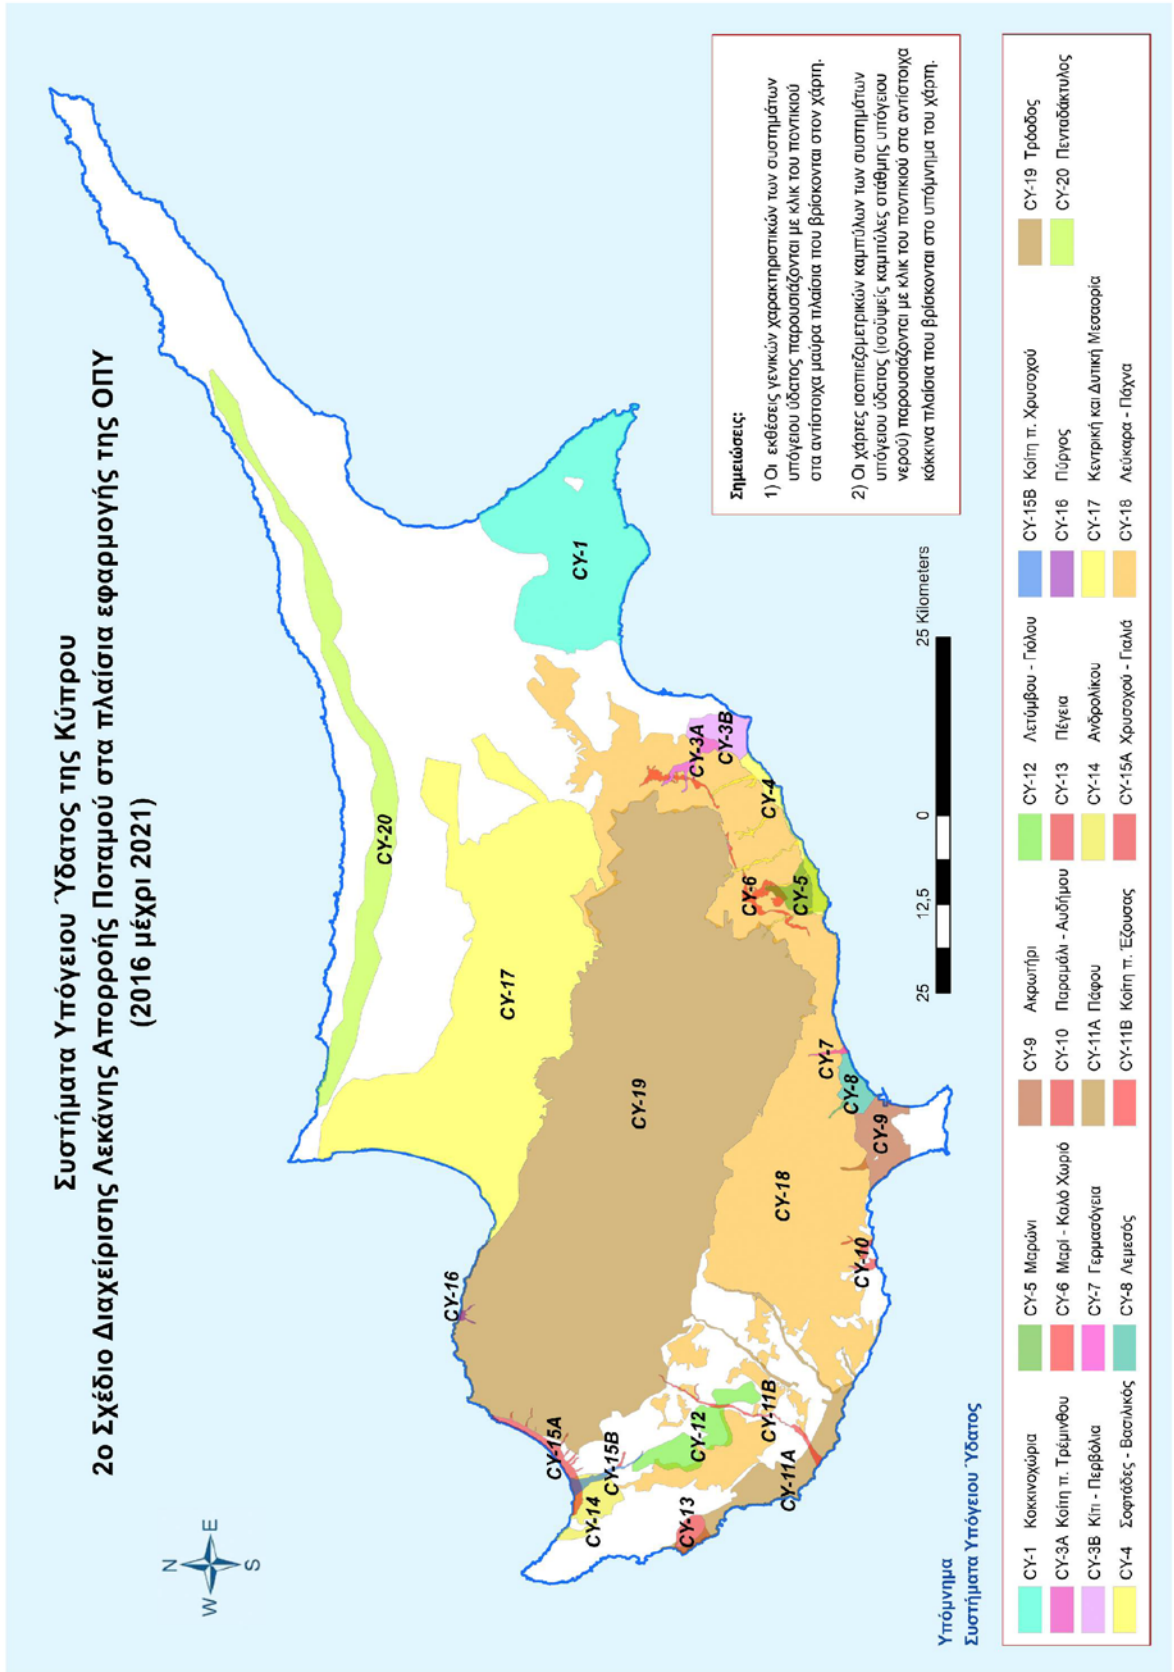 Συστήματα Υπόγειου Ύδατος της Κύπρου
2ο Σχέδιο Διαχείρισης Λεκάνης Απορροής Ποταμού στα πλαίσια εφαρμογής της ΟΠΥ
(2016 μέχρι 2021)
N
W
E
S
CY-20
CY-17
CY-1
CY-16
CY-19
CY-15A
CY-15B
CY-14
CY-12
CY-13
CY-11B
CY-11A
CY-18
CY-10
CY-9
CY-8
CY-7
CY-6
CY-5
CY-4
CY-3A
CY-3B
Σημειώσεις:
1) Οι εκθέσεις γενικών χαρακτηριστικών των συστημάτων
υπόγειου ύδατος παρουσιάζονται με κλικ του ποντικιού
στα αντίστοιχα μαύρα πλαίσια που βρίσκονται στον χάρτη.
2) Οι χάρτες ισοπιεζομετρικών καμπύλων των συστημάτων
υπόγειου ύδατος (ισοϋψείς καμπύλες στάθμης υπόγειου
νερού) παρουσιάζονται με κλικ του ποντικιού στα αντίστοιχα
κόκκινα πλαίσια που βρίσκονται στο υπόμνημα του χάρτη.
25 12,5 0 25 Kilometers
Υπόμνημα
Συστήματα Υπόγειου Ύδατος
CY-1 Κοκκινοχώρια
CY-3A Κοίτη π. Τρέμινθου
CY-3B Κίτι - Περβόλια
CY-4 Σοφτάδες - Βασιλικός
CY-5 Μαρώνι
CY-6 Μαρί - Καλό Χωριό
CY-7 Γερμασόγεια
CY-8 Λεμεσός
CY-9 Ακρωτήρι
CY-10 Παραμάλι - Αυδήμου
CY-11A Πάφου
CY-11B Κοίτη π. Έζουσας
CY-12 Λετύμβου - Γιόλου
CY-13 Πέγεια
CY-14 Ανδρολίκου
CY-15A Χρυσοχού - Γιαλιά
CY-15B Κοίτη π. Χρυσοχού
CY-16 Πύργος
CY-17 Κεντρική και Δυτική Μεσαορία
CY-18 Λεύκαρα - Πάχνα
CY-19 Τρόοδος
CY-20 Πενταδάκτυλος